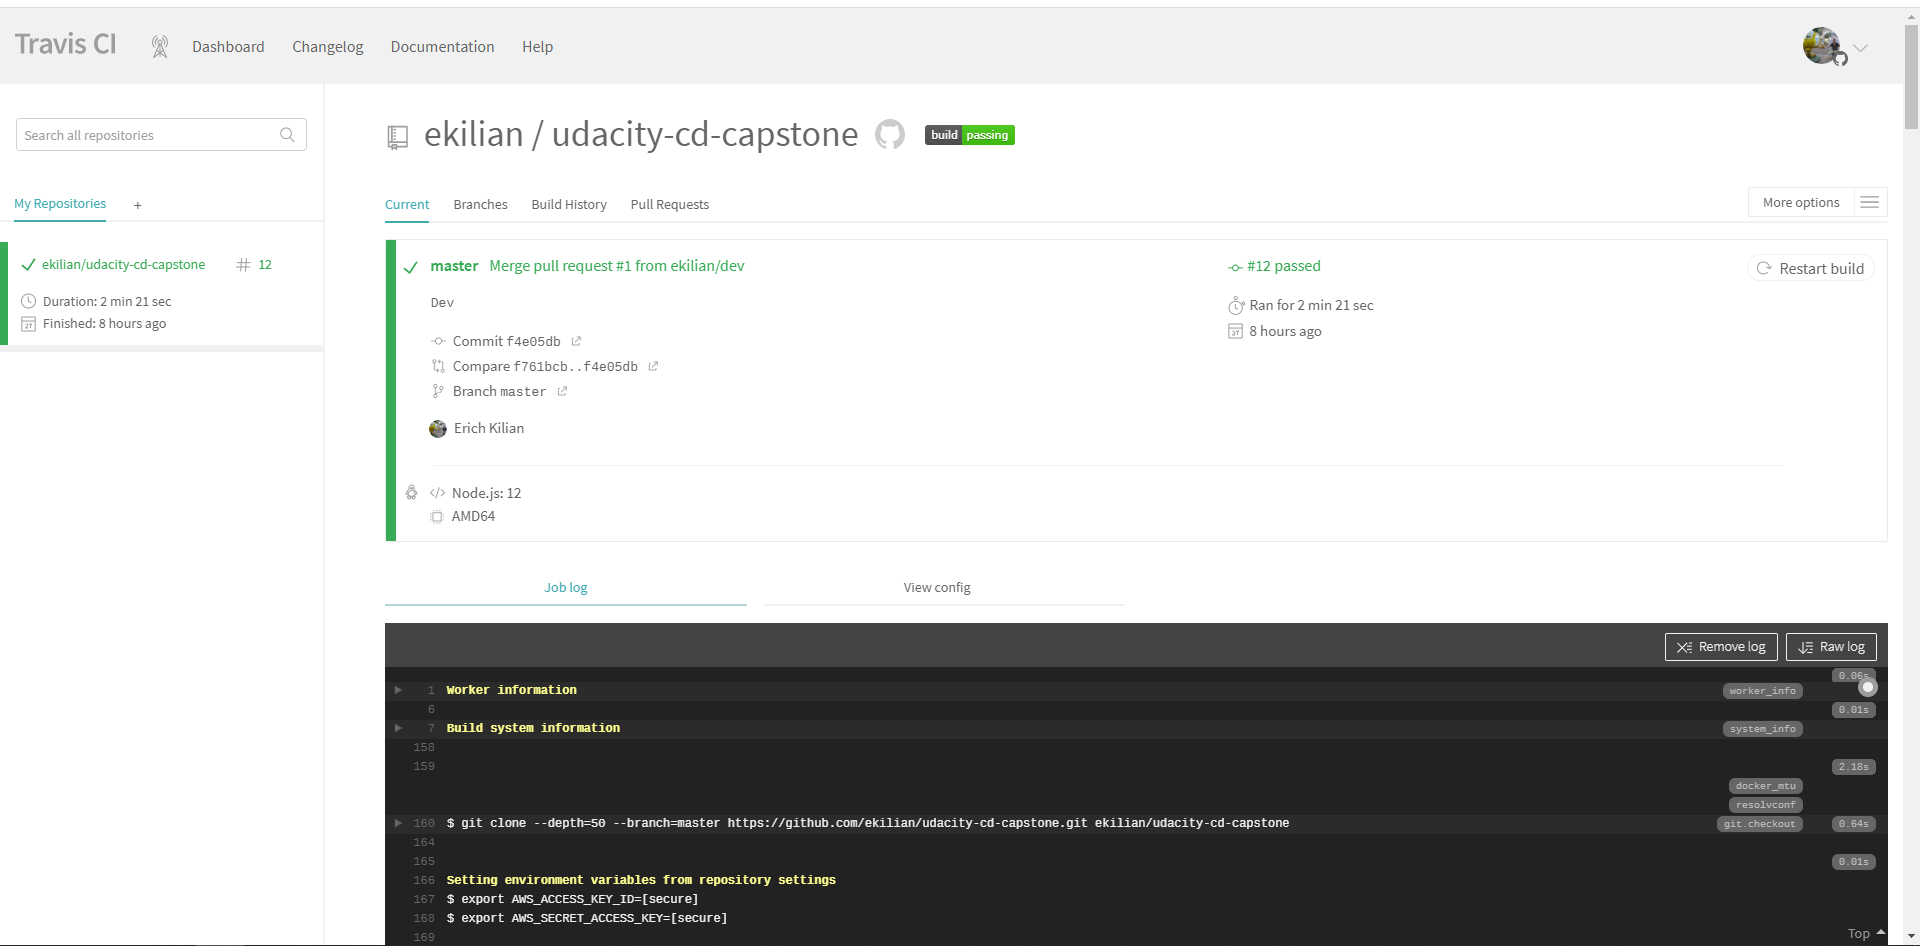 Travis CI
Dashboard
Changelog
Documentation
Help
Search all repositories
My Repositories
+
ekilian/udacity-cd-capstone
# 12
Duration: 2 min 21 sec
27
Finished: 8 hours ago
ekilian / udacity-cd-capstone
build passing
Current
Branches
Build History
Pull Requests
More options
master Merge pull request #1 from ekilian/dev
#12 passed
Restart build
Dev
Ran for 2 min 21 sec
27
8 hours ago
Commit f4e05db
Compare f761bcb..f4e05db
Branch master
Erich Kilian
</> Node.js: 12
AMD64
Job log
View config
Remove log
Raw log
0.06s
1 Worker information worker_info
6 0.01s
7 Build system information system_info
158
159 2.18s
docker_mtu
resolvconf
160 $ git clone --depth=50 --branch=master https://github.com/ekilian/udacity-cd-capstone.git ekilian/udacity-cd-capstone git.checkout 0.64s
164
165 0.01s
166 Setting environment variables from repository settings
167 $ export AWS_ACCESS_KEY_ID=[secure]
168 $ export AWS_SECRET_ACCESS_KEY=[secure]
169
Top